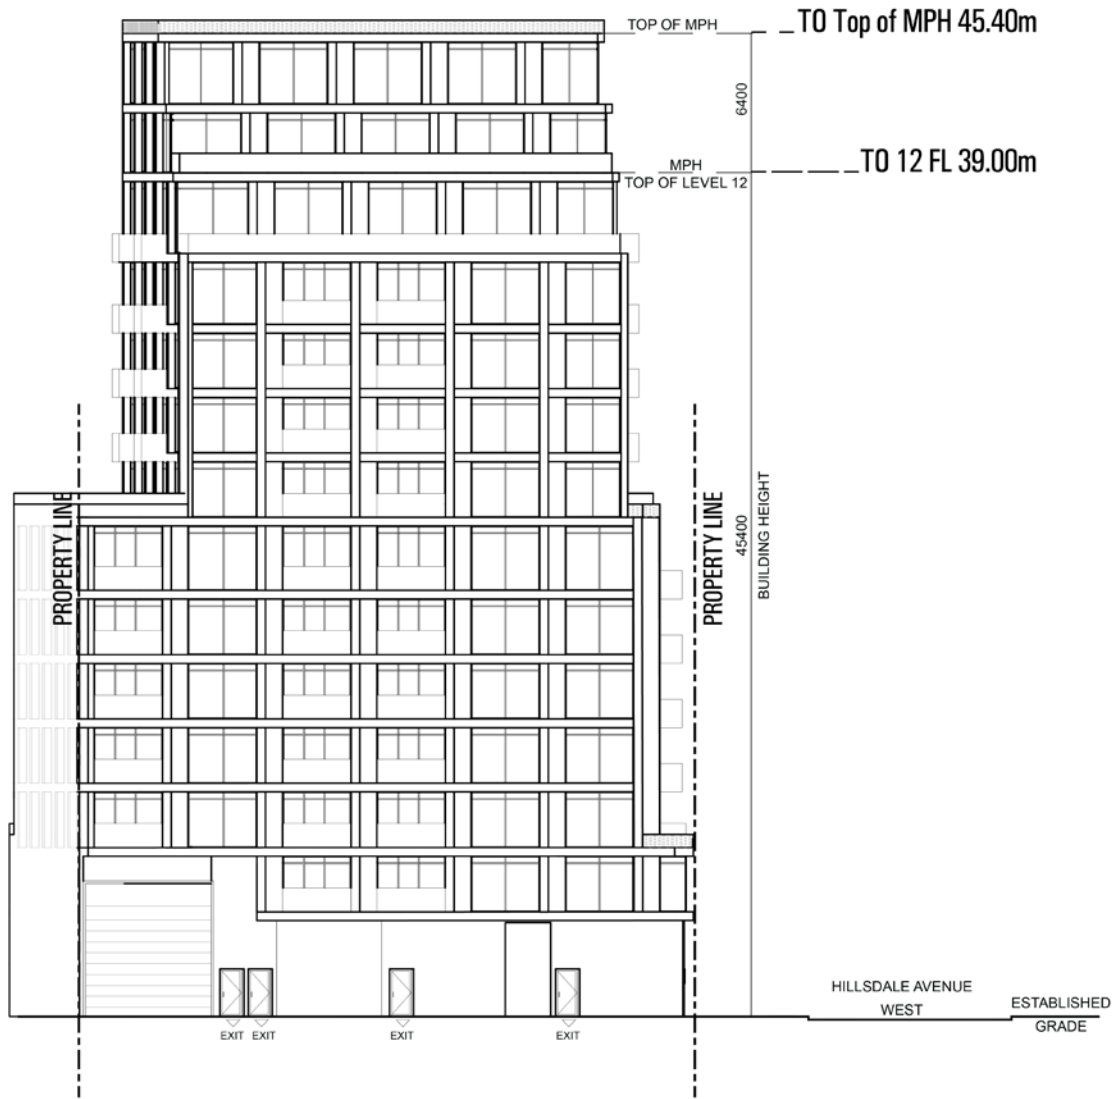 TOP OF MPH
TO Top of MPH 45.40m
6400
MPH
TO 12 FL 39.00m
TOP OF LEVEL 12
PROPERTY LINE
PROPERTY LINE
45400
BUILDING HEIGHT
HILLSDALE AVENUE
WEST
ESTABLISHED
GRADE
EXIT
EXIT
EXIT
EXIT